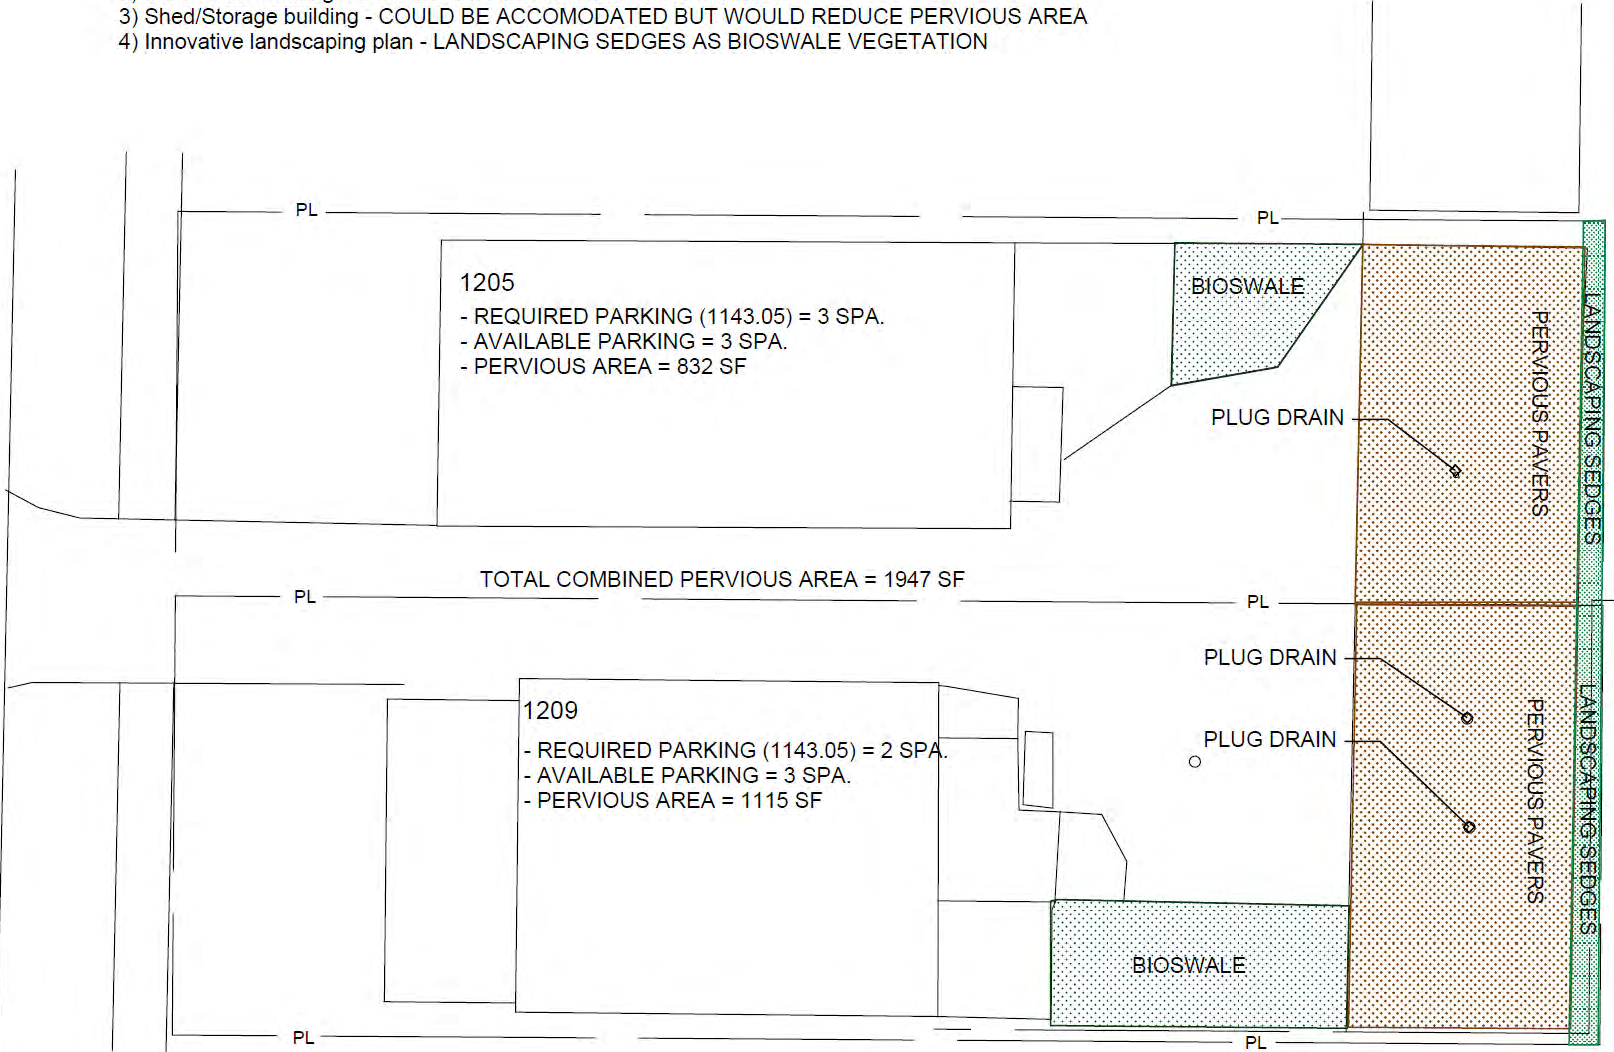 3) Shed/Storage building - COULD BE ACCOMODATED BUT WOULD REDUCE PERVIOUS AREA
4) Innovative landscaping plan - LANDSCAPING SEDGES AS BIOSWALE VEGETATION
PL
PL
1205
- REQUIRED PARKING (1143.05) = 3 SPA.
- AVAILABLE PARKING = 3 SPA.
- PERVIOUS AREA = 832 SF
BIOSWALE
PLUG DRAIN
PERVIOUS PAVERS
LANDSCAPING SEDGES
TOTAL COMBINED PERVIOUS AREA = 1947 SF
PL
PL
PLUG DRAIN
1209
- REQUIRED PARKING (1143.05) = 2 SPA.
- AVAILABLE PARKING = 3 SPA.
- PERVIOUS AREA = 1115 SF
PLUG DRAIN
PERVIOUS PAVERS
LANDSCAPING SEDGES
BIOSWALE
PL
PL